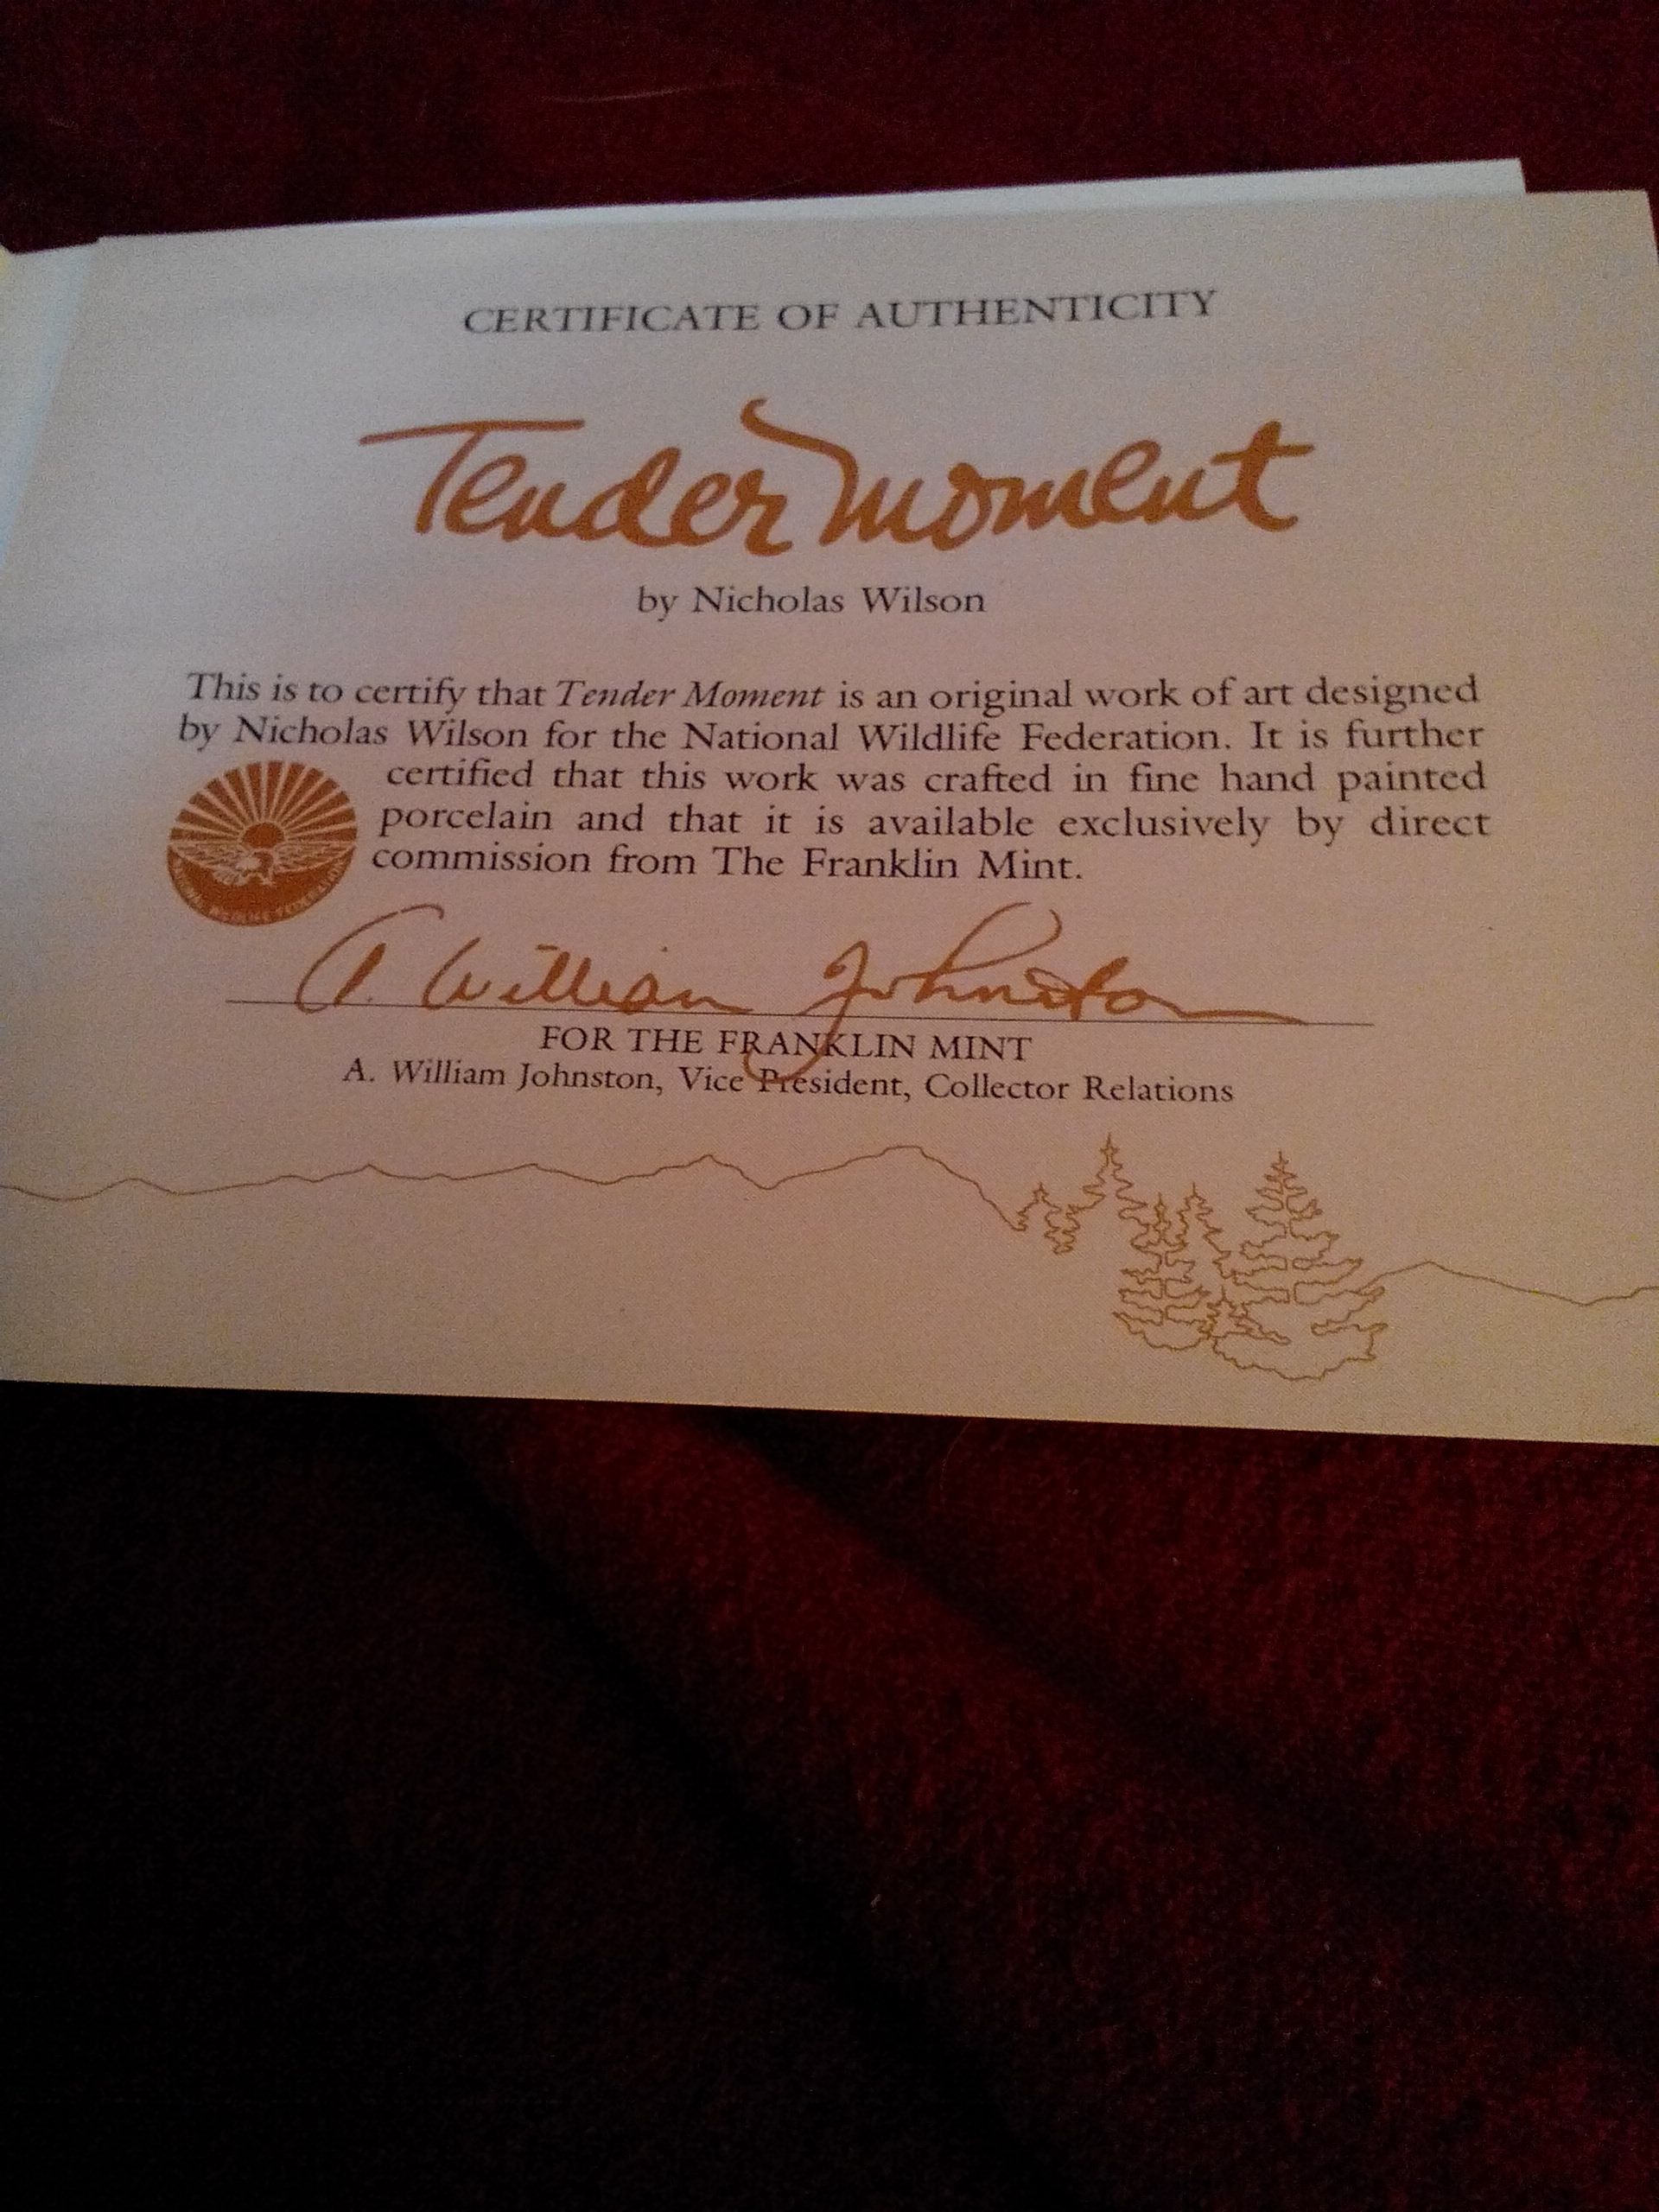 CERTIFICATE OF AUTHENTICITY
Tender Moment
by Nicholas Wilson
This is to certify that Tender Moment is an original work of art designed
by Nicholas Wilson for the National Wildlife Federation. It is further
certified that this work was crafted in fine hand painted
porcelain and that it is available exclusively by direct
commission from The Franklin Mint.
NATIONAL WILDLIFE FEDERATION
A. William Johnston
FOR THE FRANKLIN MINT
A. William Johnston, Vice President, Collector Relations